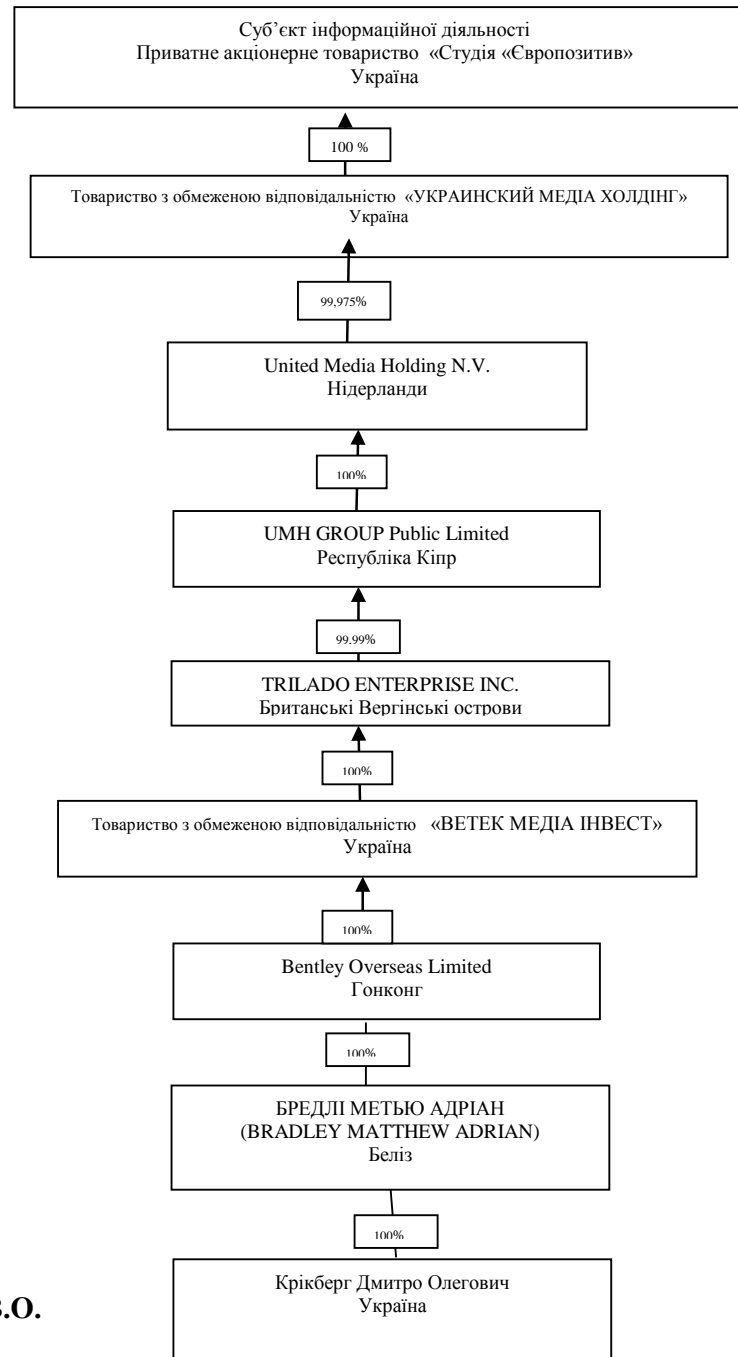 Суб’єкт інформаційної діяльності
Приватне акціонерне товариство «Студія «Європозитив»
Україна
100 %
Товариство з обмеженою відповідальністю «УКРАИНСКИЙ МЕДІА ХОЛДІНГ»
Україна
99,975%
United Media Holding N.V.
Нідерланди
100%
UMH GROUP Public Limited
Республіка Кіпр
99.99%
TRILADO ENTERPRISE INC.
Британські Вергінські острови
100%
Товариство з обмеженою відповідальністю «ВЕТЕК МЕДІА ІНВЕСТ»
Україна
100%
Bentley Overseas Limited
Гонконг
100%
БРЕДЛІ МЕТЬЮ АДРІАН
(BRADLEY MATTHEW ADRIAN)
Беліз
100%
Крікберг Дмитро Олегович
Україна
.О.